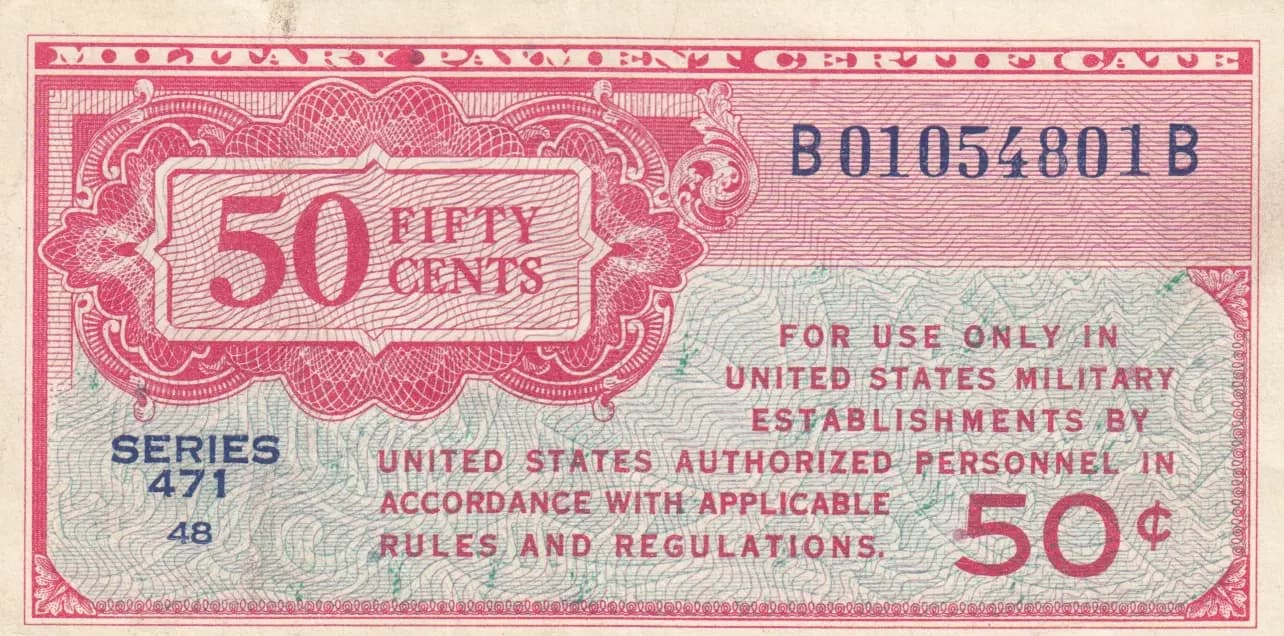 MILITARY PAYMENT CERTIFICATE
B01054801B
50 FIFTY
CENTS
FOR USE ONLY IN
UNITED STATES MILITARY
ESTABLISHMENTS BY
UNITED STATES AUTHORIZED PERSONNEL IN
ACCORDANCE WITH APPLICABLE
RULES AND REGULATIONS.
SERIES
471
48
50¢